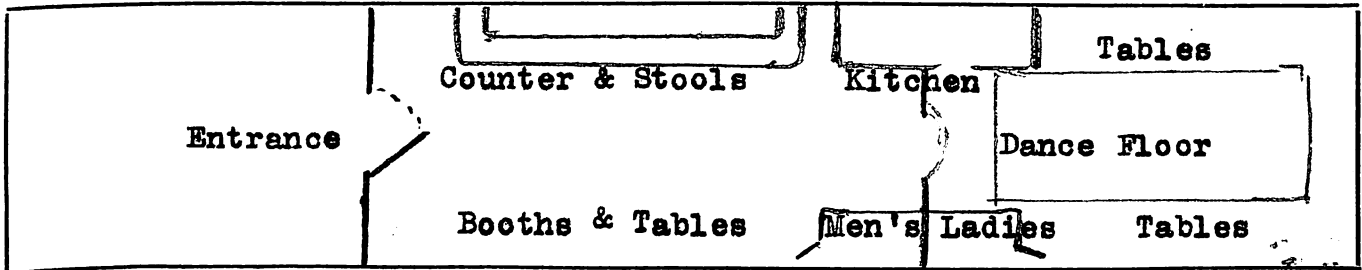 Tables
Counter & Stools
Kitchen
Entrance
Dance Floor
Booths & Tables
Men's
Ladies
Tables